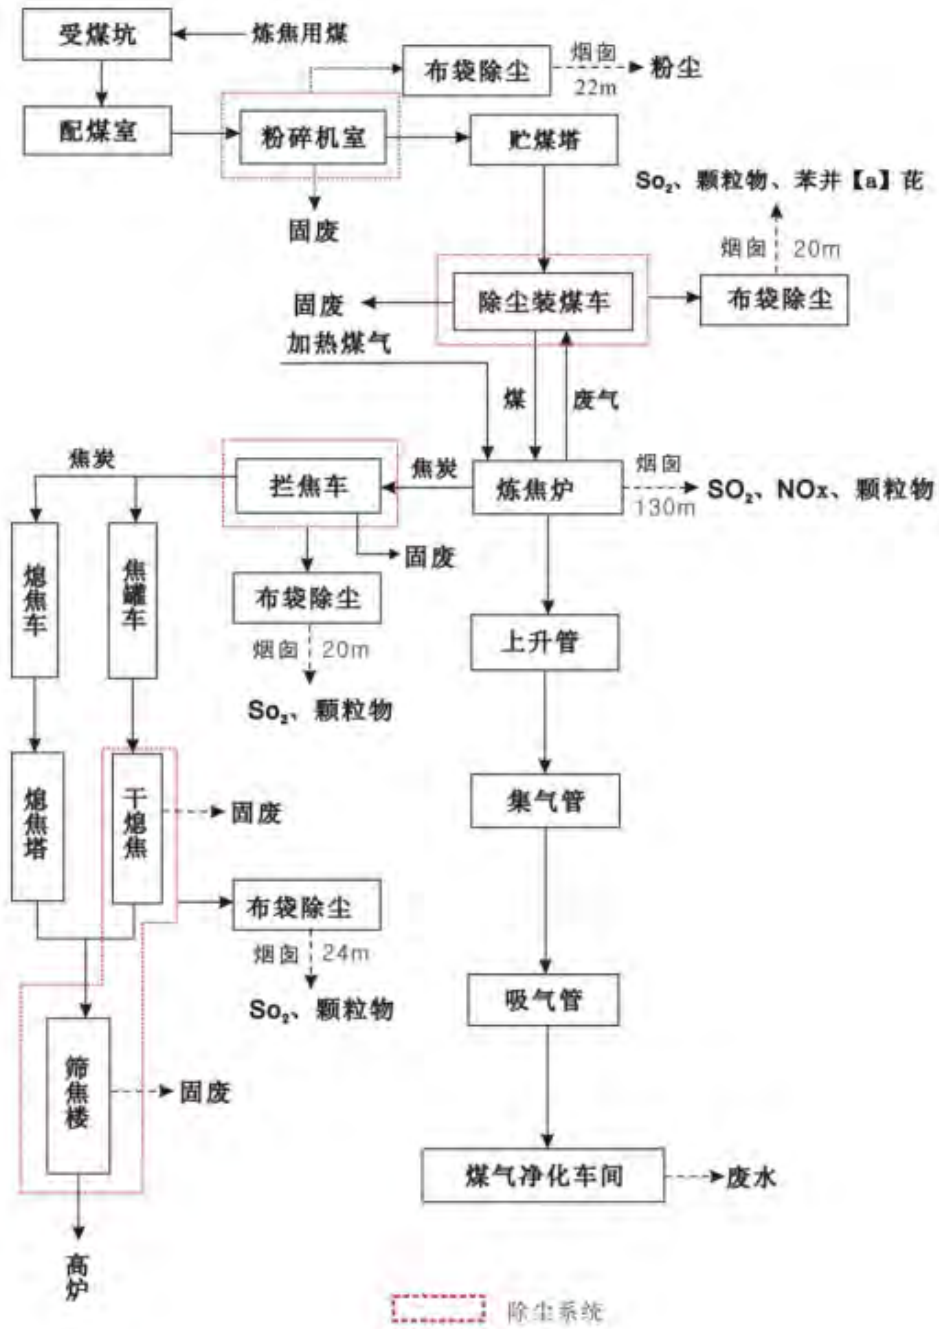 受煤坑
炼焦用煤
布袋除尘
烟囱
22m
粉尘
配煤室
粉碎机室
贮煤塔
固废
So₂、颗粒物、苯并【a】芘
烟囱 20m
固废
除尘装煤车
布袋除尘
加热煤气
煤
废气
焦炭
拦焦车
焦炭
炼焦炉
烟囱
130m
SO₂、NOx、颗粒物
固废
熄焦车
焦罐车
布袋除尘
烟囱 20m
So₂、颗粒物
上升管
熄焦塔
干熄焦
固废
集气管
布袋除尘
烟囱 24m
So₂、颗粒物
吸气管
筛焦楼
固废
煤气净化车间
废水
高炉
除尘系统